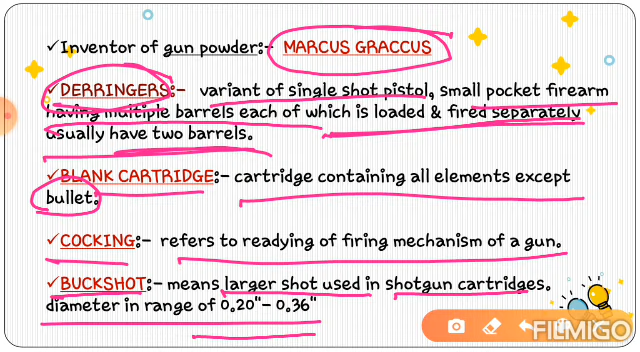 ✓Inventor of gun powder:- MARCUS GRACCUS
✓DERRINGERS:- variant of single shot pistol, small pocket firearm
having multiple barrels each of which is loaded & fired separately
usually have two barrels.
✓BLANK CARTRIDGE:- cartridge containing all elements except
bullet.
✓COCKING:- refers to readying of firing mechanism of a gun.
✓BUCKSHOT:- means larger shot used in shotgun cartridges.
diameter in range of 0.20"- 0.36"
FILMIGO